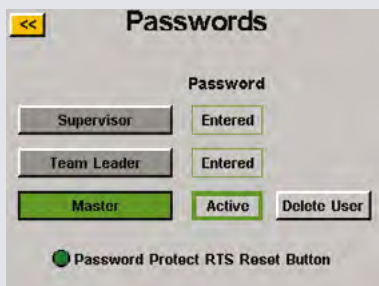 << Passwords
Password
Supervisor Entered
Team Leader Entered
Master Active Delete User
Password Protect RTS Reset Button